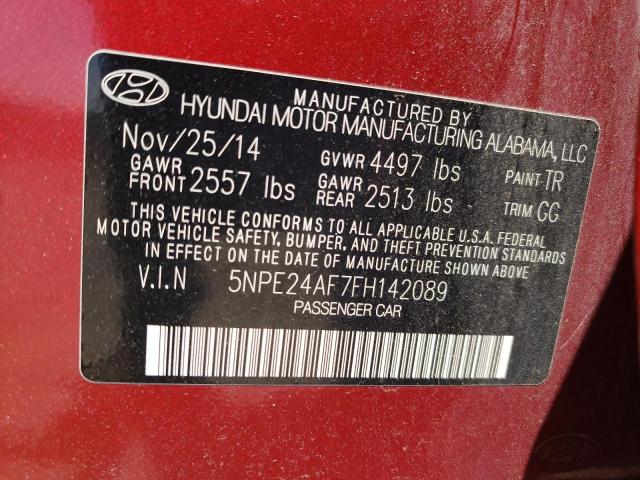 MANUFACTURED BY
HYUNDAI MOTOR MANUFACTURING ALABAMA, LLC
Nov/25/14 GVWR 4497 lbs PAINT TR
GAWR FRONT 2557 lbs GAWR REAR 2513 lbs TRIM GG
THIS VEHICLE CONFORMS TO ALL APPLICABLE U.S.A. FEDERAL
MOTOR VEHICLE SAFETY, BUMPER, AND THEFT PREVENTION STANDARDS
IN EFFECT ON THE DATE OF MANUFACTURE SHOWN ABOVE.
V.I.N 5NPE24AF7FH142089
PASSENGER CAR